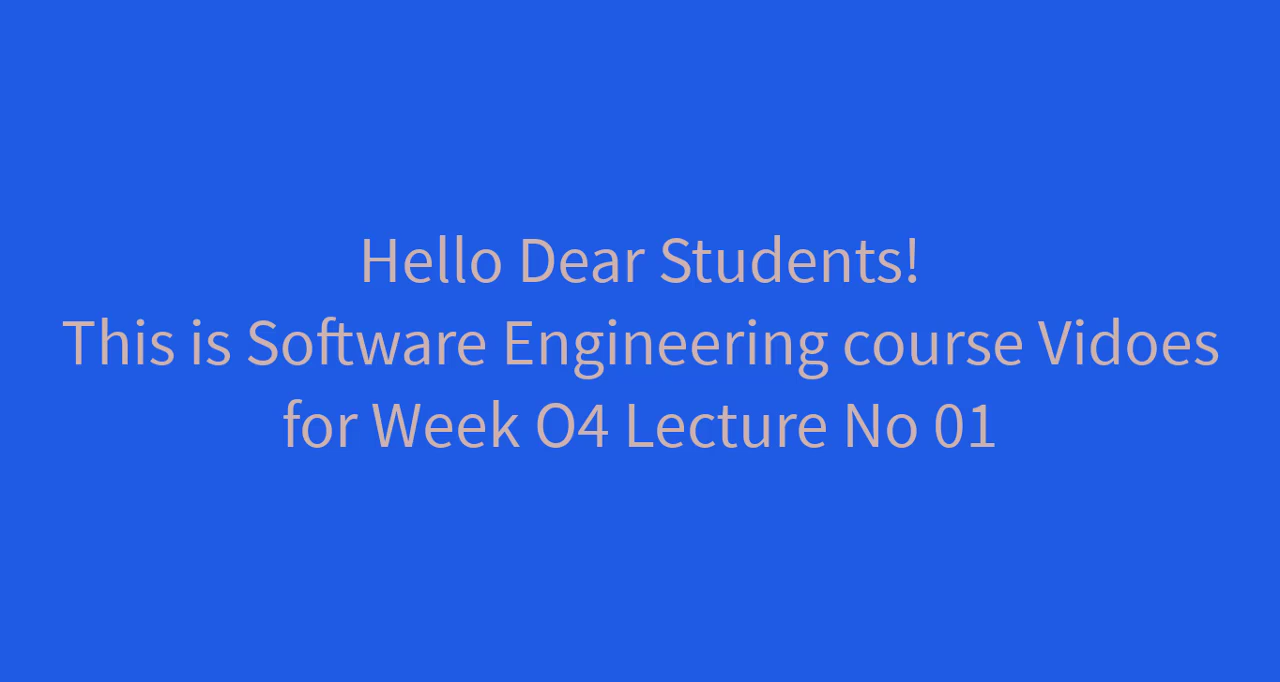 Hello Dear Students!
This is Software Engineering course Vidoes
for Week O4 Lecture No 01